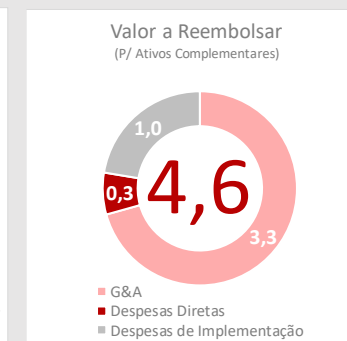 Valor a Reembolsar
(P/ Ativos Complementares)
1,0
0,3
4,6
3,3
G&A
Despesas Diretas
Despesas de Implementação